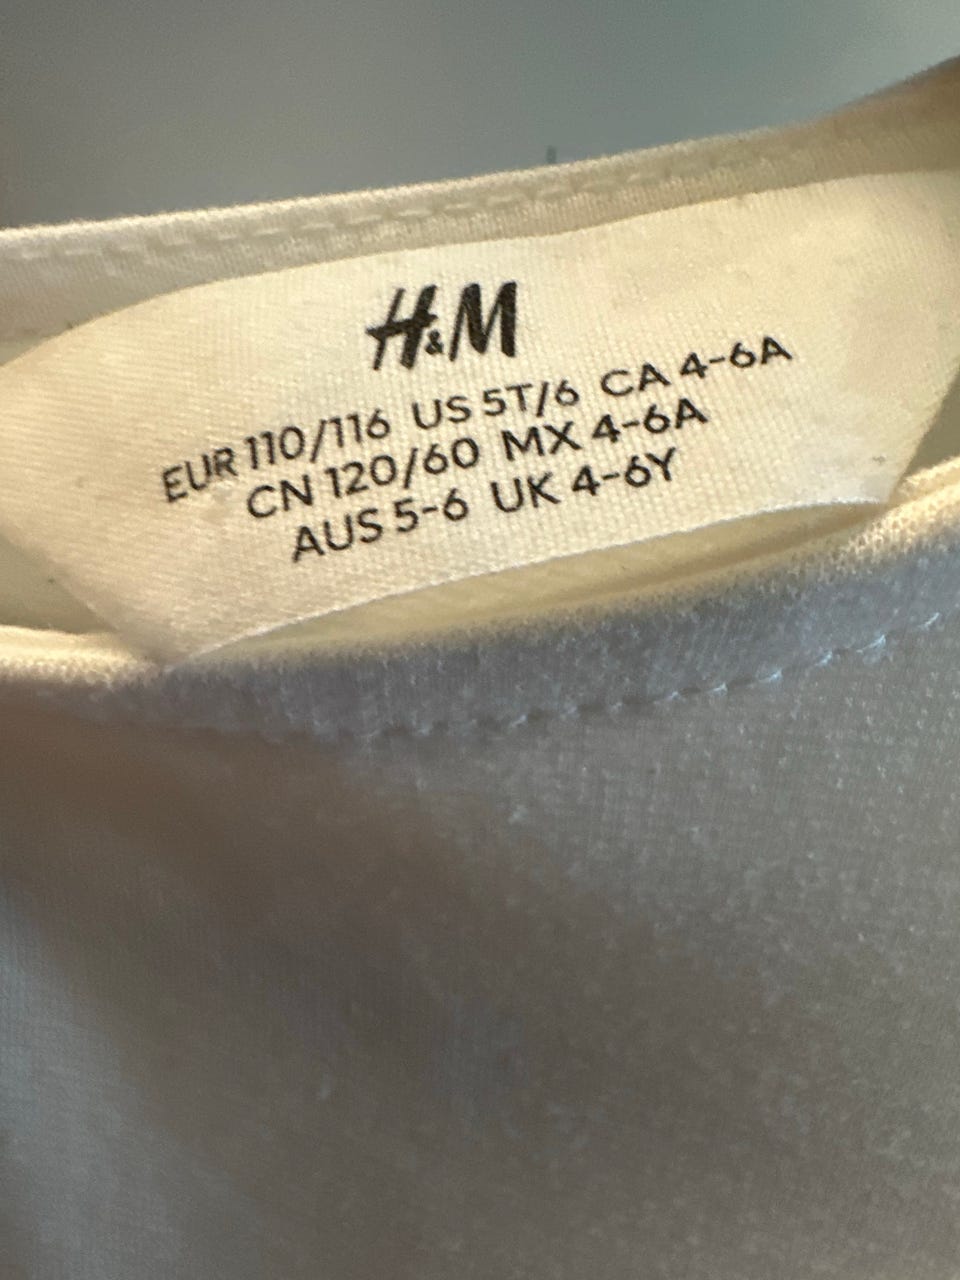 H&M
EUR 110/116 US 5T/6 CA 4-6A
CN 120/60 MX 4-6A
AUS 5-6 UK 4-6Y